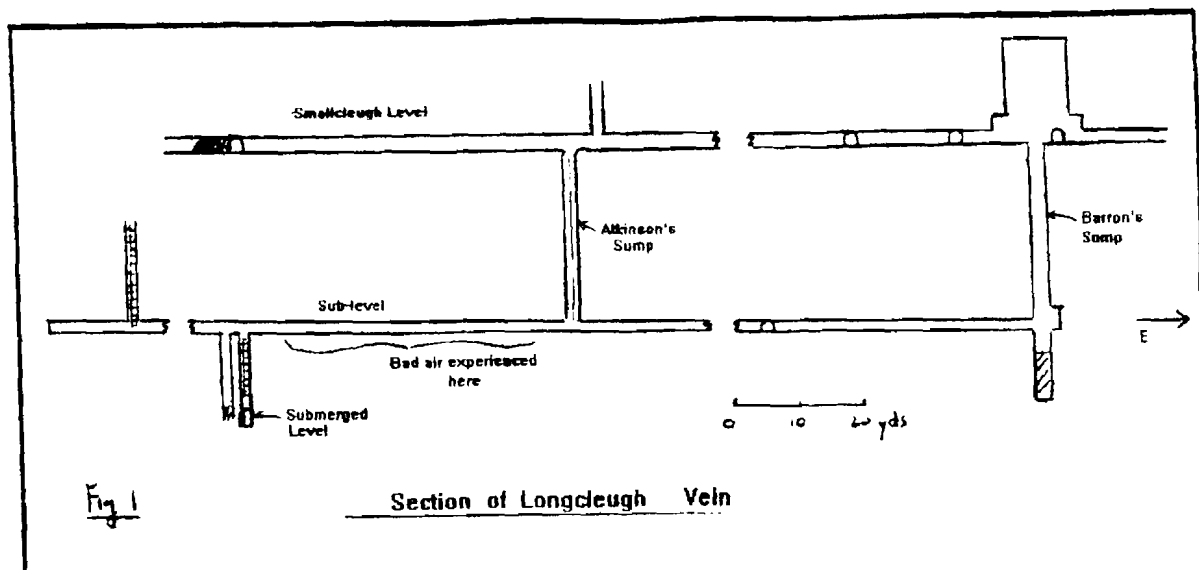 Smallcleugh Level
Atkinson's
Sump
Barron's
Sump
Sub-level
Bad air experienced
here
E
Submerged
Level
0 10 20 yds
Fig 1
Section of Longcleugh Vein